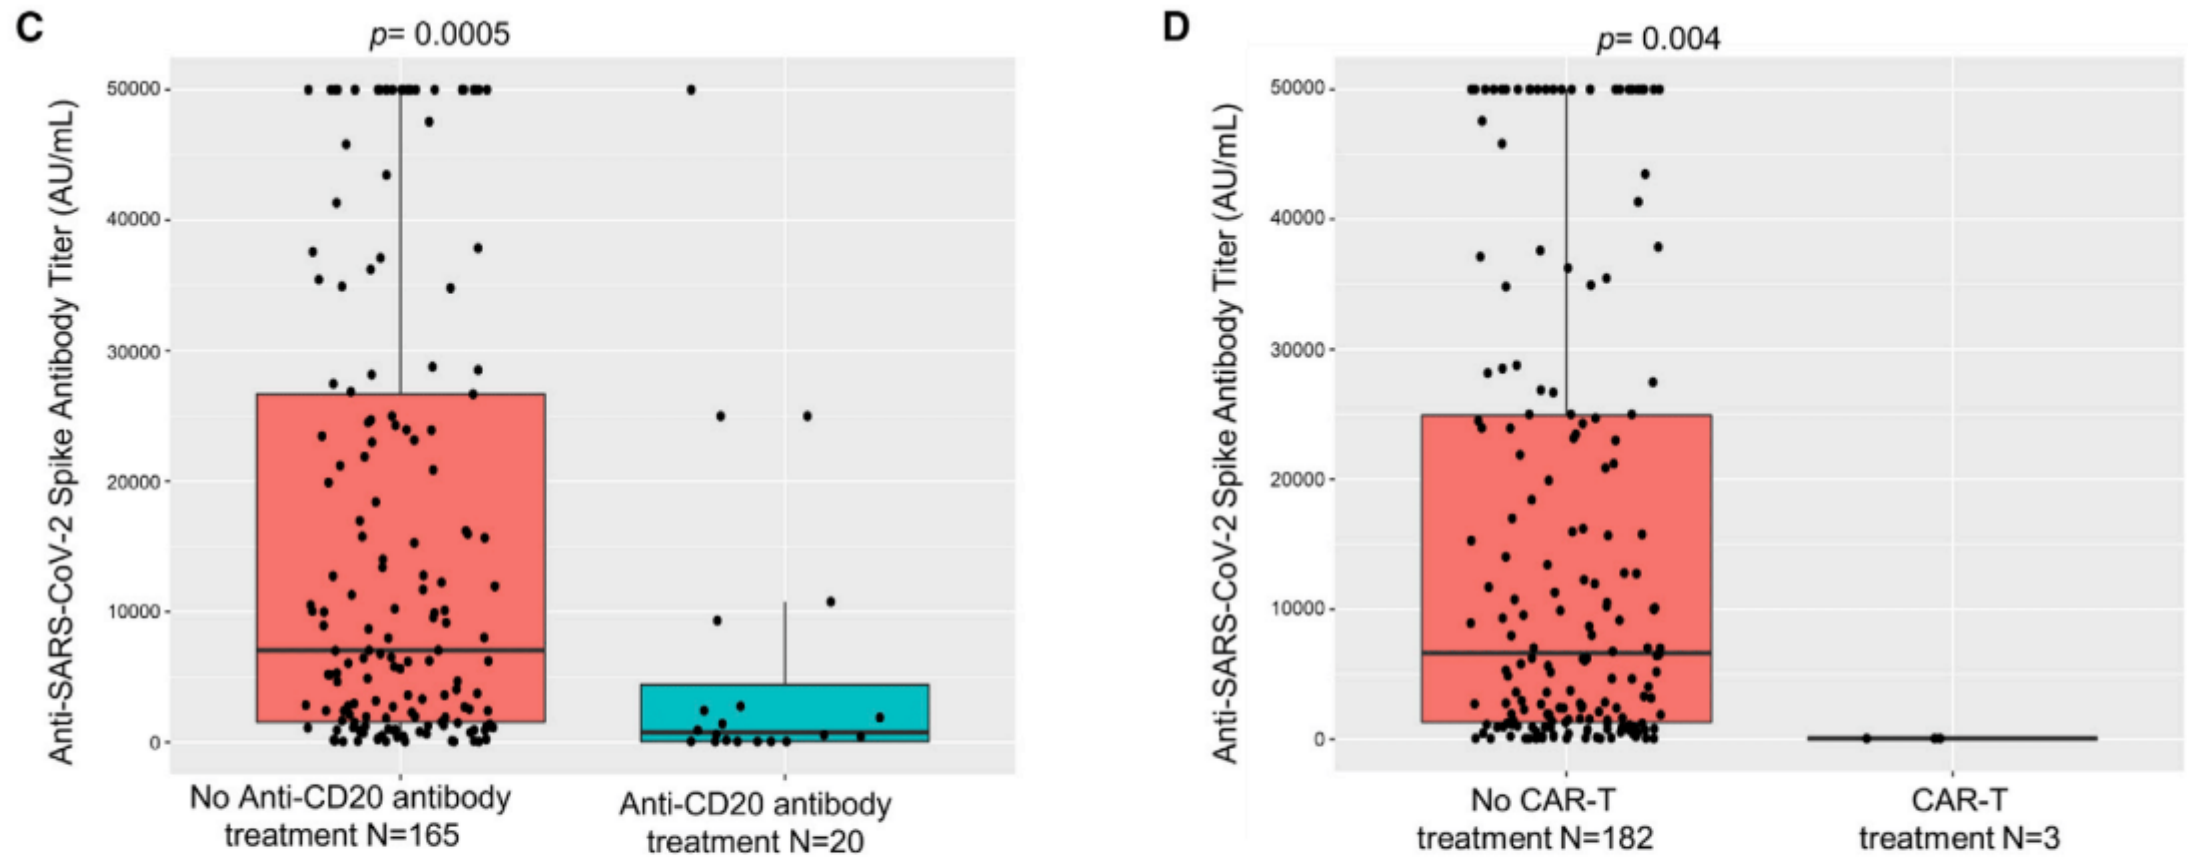 C
p= 0.0005
Anti-SARS-CoV-2 Spike Antibody Titer (AU/mL)
50000
40000
30000
20000
10000
0
No Anti-CD20 antibody
treatment N=165
Anti-CD20 antibody
treatment N=20
D
p= 0.004
Anti-SARS-CoV-2 Spike Antibody Titer (AU/mL)
50000
40000
30000
20000
10000
0
No CAR-T
treatment N=182
CAR-T
treatment N=3